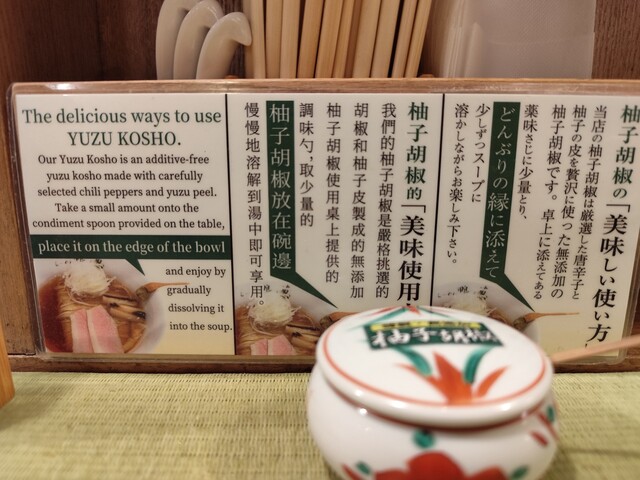 The delicious ways to use
YUZU KOSHO.
Our Yuzu Kosho is an additive-free
yuzu kosho made with carefully
selected chili peppers and yuzu peel.
Take a small amount onto the
condiment spoon provided on the table,
place it on the edge of the bowl
and enjoy by
gradually
dissolving it
into the soup.
柚子胡椒的「美味使用
我們的柚子胡椒是嚴格挑選的
胡椒和柚子皮製成的無添加
柚子胡椒使用桌上提供的
調味勺，取少量的
柚子胡椒放在碗邊
慢慢地溶解到湯中即可享用。
柚子胡椒の「美味しい使い方
当店の柚子胡椒は厳選した唐辛子と
柚子の皮を贅沢に使った無添加の
柚子胡椒です。卓上に添えてある
薬味さじに少量とり、
どんぶりの縁に添えて
少しずつスープに
溶かしながらお楽しみ下さい。
柚子胡椒